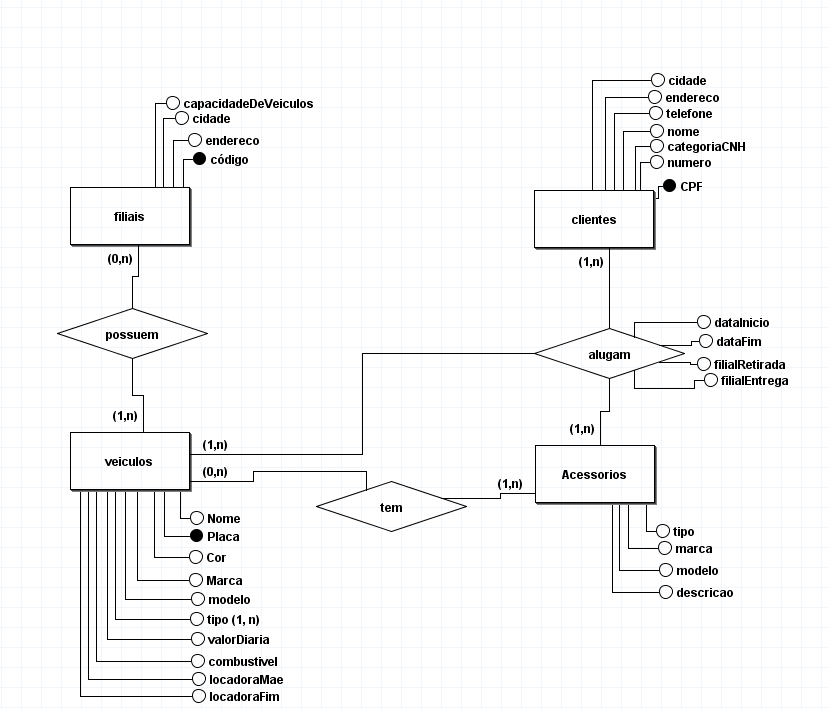 capacidadeDeVeiculos
cidade
endereco
código
filiais
(0,n)
possuem
(1,n)
veiculos
(1,n)
(0,n)
Nome
Placa
Cor
Marca
modelo
tipo (1, n)
valorDiaria
combustivel
locadoraMae
locadoraFim
cidade
endereco
telefone
nome
categoriaCNH
numero
CPF
clientes
(1,n)
alugam
dataInicio
dataFim
filialRetirada
filialEntrega
(1,n)
tem
(1,n)
Acessorios
tipo
marca
modelo
descricao